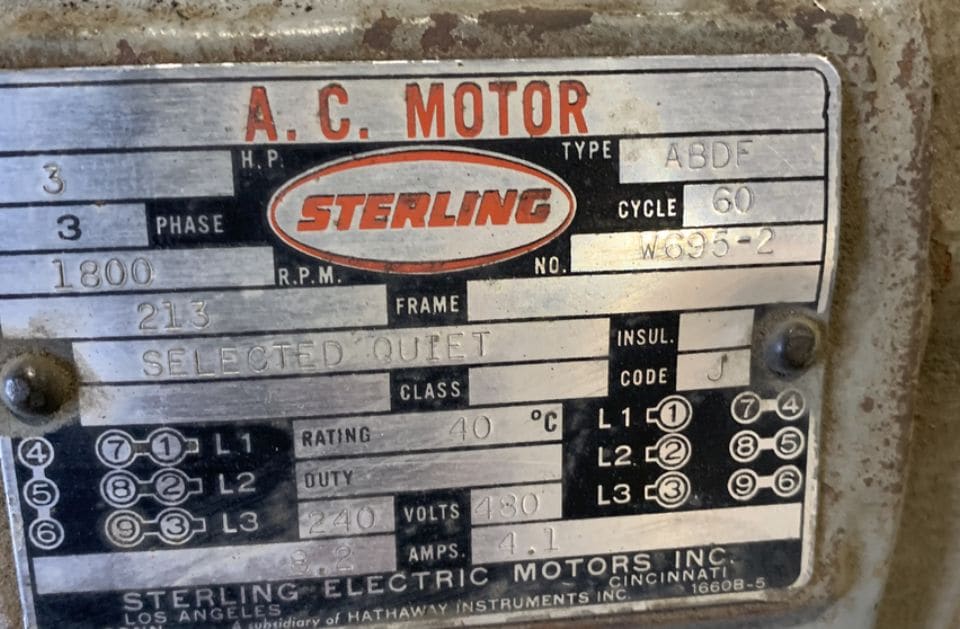 A. C. MOTOR
3 H.P. TYPE ABDF
STERLING
3 PHASE CYCLE 60
1800 R.P.M. NO. W695-2
213 FRAME
SELECTED QUIET INSUL.
CLASS CODE J
RATING 40 °C
DUTY
240 VOLTS 480
8.2 AMPS. 4.1
4 7 1 L1
5 8 2 L2
6 9 3 L3
L1 1 7 4
L2 2 8 5
L3 3 9 6
STERLING ELECTRIC MOTORS INC.
LOS ANGELES CINCINNATI
A subsidiary of HATHAWAY INSTRUMENTS INC. 1660B-5